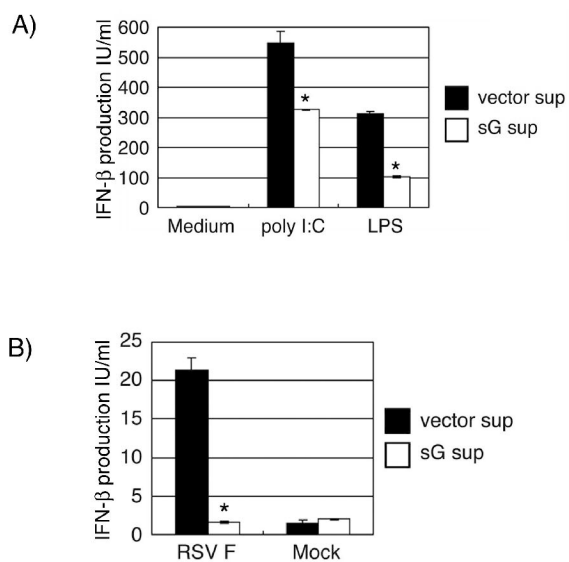 A)
IFN-β production IU/ml
600
500
400
300
200
100
0
*
*
Medium poly I:C LPS
vector sup
sG sup
B)
IFN-β production IU/ml
25
20
15
10
5
0
*
RSV F Mock
vector sup
sG sup